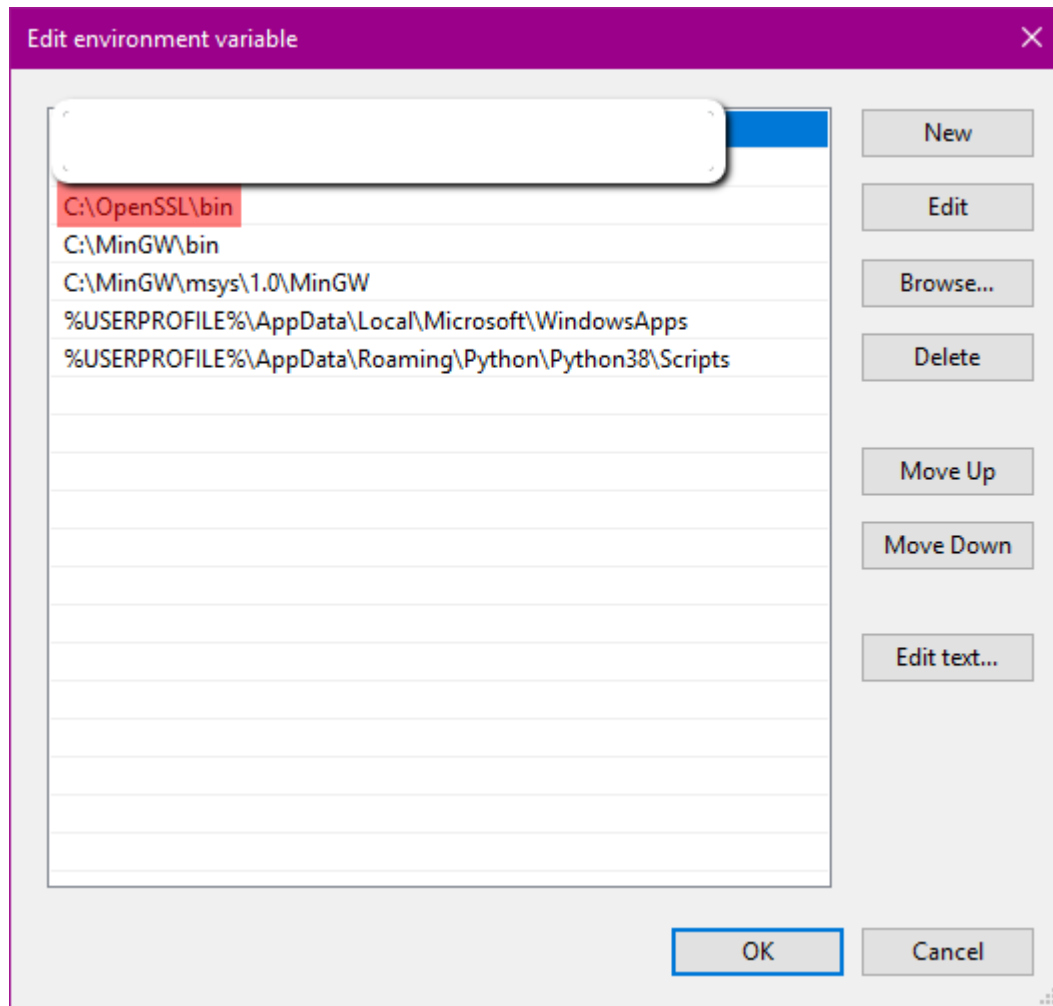 Edit environment variable
New
C:\OpenSSL\bin
Edit
C:\MinGW\bin
C:\MinGW\msys\1.0\MinGW
Browse...
%USERPROFILE%\AppData\Local\Microsoft\WindowsApps
%USERPROFILE%\AppData\Roaming\Python\Python38\Scripts
Delete
Move Up
Move Down
Edit text...
OK
Cancel